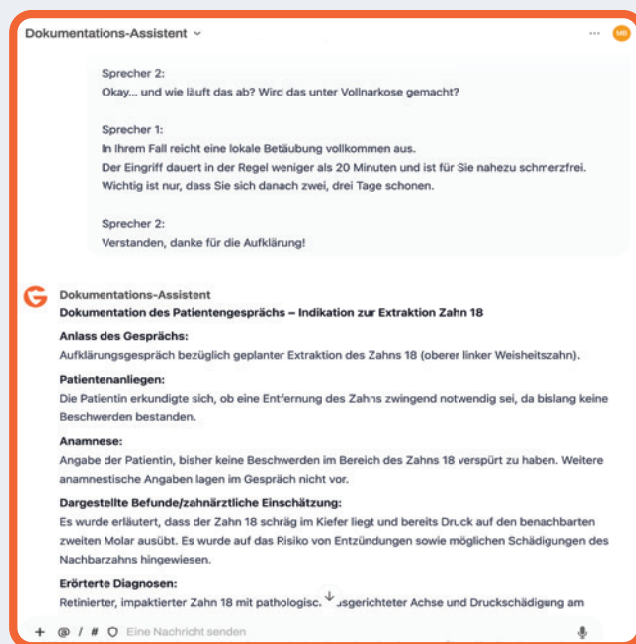 Dokumentations-Assistent
MB
Sprecher 2:
Okay... und wie läuft das ab? Wird das unter Vollnarkose gemacht?
Sprecher 1:
In Ihrem Fall reicht eine lokale Betäubung vollkommen aus.
Der Eingriff dauert in der Regel weniger als 20 Minuten und ist für Sie nahezu schmerzfrei.
Wichtig ist nur, dass Sie sich danach zwei, drei Tage schonen.
Sprecher 2:
Verstanden, danke für die Aufklärung!
Dokumentations-Assistent
Dokumentation des Patientengesprächs – Indikation zur Extraktion Zahn 18
Anlass des Gesprächs:
Aufklärungsgespräch bezüglich geplanter Extraktion des Zahns 18 (oberer linker Weisheitszahn).
Patientenanliegen:
Die Patientin erkundigte sich, ob eine Entfernung des Zahns zwingend notwendig sei, da bislang keine
Beschwerden bestanden.
Anamnese:
Angabe der Patientin, bisher keine Beschwerden im Bereich des Zahns 18 verspürt zu haben. Weitere
anamnestische Angaben lagen im Gespräch nicht vor.
Dargestellte Befunde/zahnärztliche Einschätzung:
Es wurde erläutert, dass der Zahn 18 schräg im Kiefer liegt und bereits Druck auf den benachbarten
zweiten Molar ausübt. Es wurde auf das Risiko von Entzündungen sowie möglichen Schädigungen des
Nachbarzahns hingewiesen.
Erörterte Diagnosen:
Retinierter, impaktierter Zahn 18 mit Achse und Druckschädigung am
+ @ / # Eine Nachricht senden